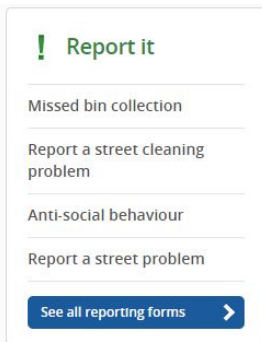 ! Report it
Missed bin collection
Report a street cleaning
problem
Anti-social behaviour
Report a street problem
See all reporting forms